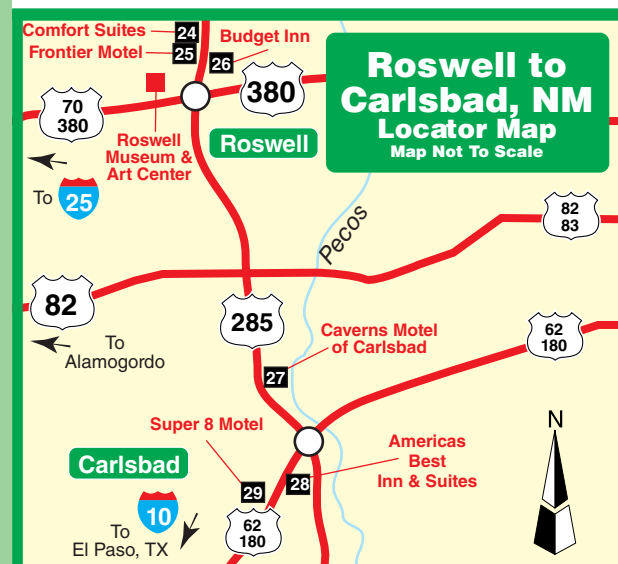 Comfort Suites 24
Frontier Motel 25
Budget Inn
26
Roswell to
Carlsbad, NM
Locator Map
Map Not To Scale
70
380
380
Roswell
Museum &
Art Center
Roswell
To 25
82
83
Pecos
82
285
To
Alamogordo
Caverns Motel
of Carlsbad
27
62
180
Super 8 Motel
Americas
Best
Inn & Suites
N
Carlsbad
29
28
10
To
El Paso, TX
62
180